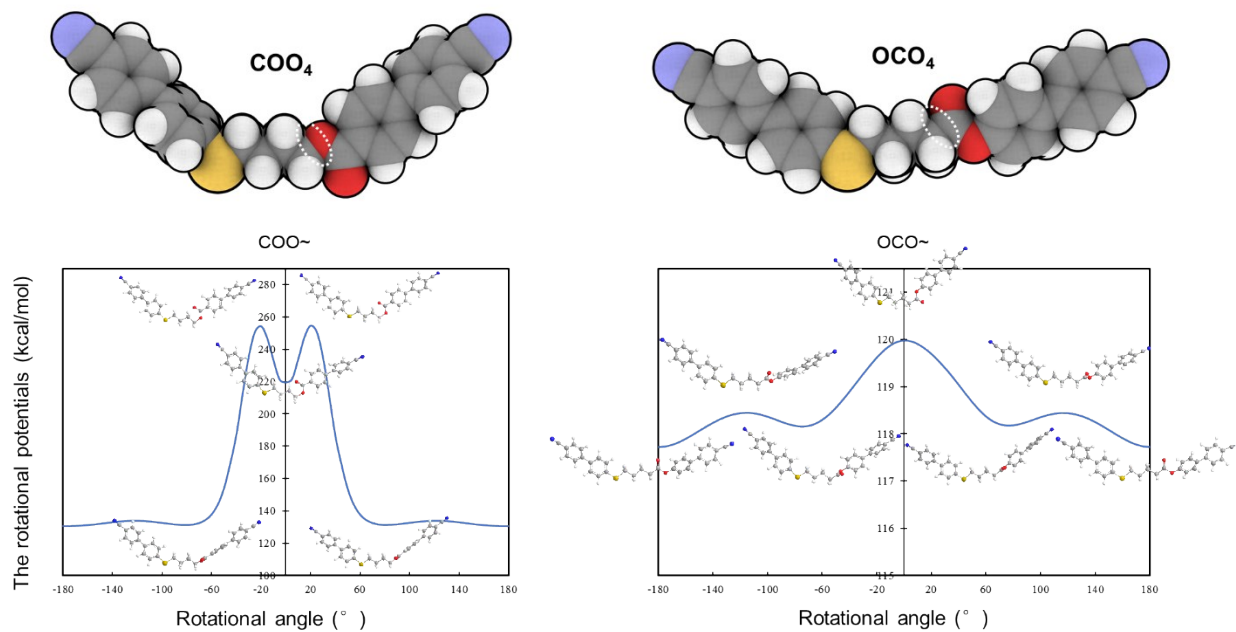 COO4
OCO4
COO~
OCO~
The rotational potentials (kcal/mol)
280
260
240
220
200
180
160
140
120
100
-180 -140 -100 -60 -20 20 60 100 140 180
Rotational angle (°)
121
120
119
118
117
116
115
-180 -140 -100 -60 -20 20 60 100 140 180
Rotational angle (°)